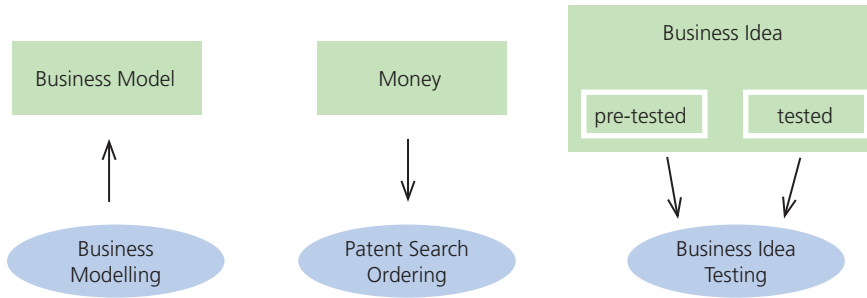 Business Model
Money
Business Idea
pre-tested
tested
Business
Modelling
Patent Search
Ordering
Business Idea
Testing